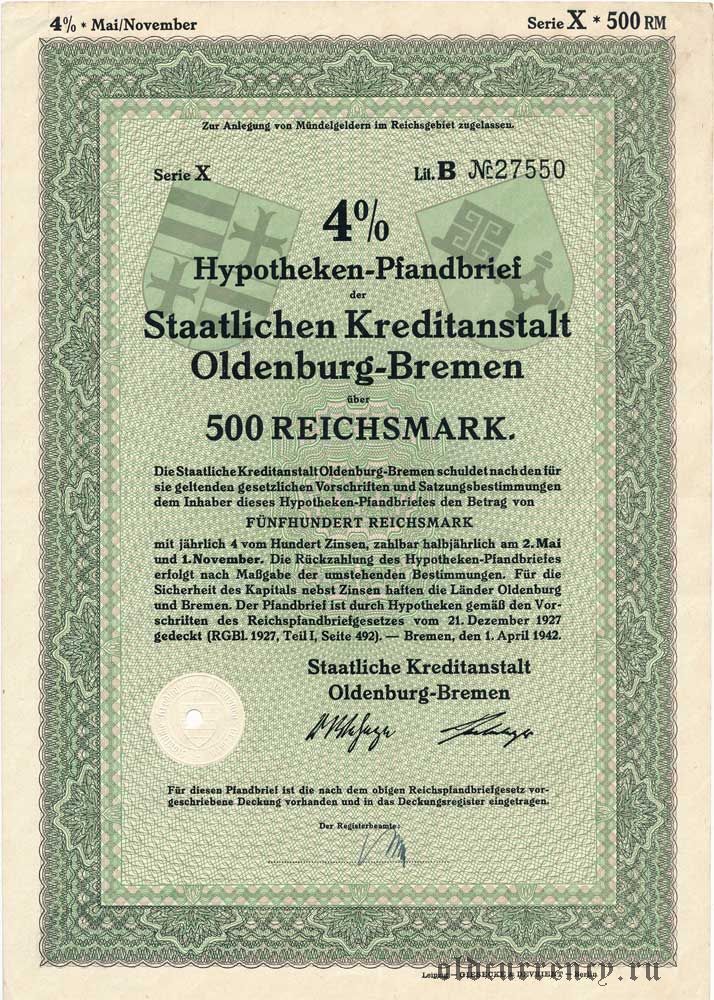 4% * Mai/November
Serie X * 500 RM
Zur Anlegung von Mündelgeldern im Reichsgebiet zugelassen.
Serie X
Lit. B № 27550
4%
Hypotheken-Pfandbrief
der
Staatlichen Kreditanstalt
Oldenburg-Bremen
über
500 REICHSMARK.
Die Staatliche Kreditanstalt Oldenburg-Bremen schuldet nach den für
sie geltenden gesetzlichen Vorschriften und Satzungsbestimmungen
dem Inhaber dieses Hypotheken-Pfandbriefes den Betrag von
FÜNFHUNDERT REICHSMARK
mit jährlich 4 vom Hundert Zinsen, zahlbar halbjährlich am 2. Mai
und 1. November. Die Rückzahlung des Hypotheken-Pfandbriefes
erfolgt nach Maßgabe der umstehenden Bestimmungen. Für die
Sicherheit des Kapitals nebst Zinsen haften die Länder Oldenburg
und Bremen. Der Pfandbrief ist durch Hypotheken gemäß den Vor-
schriften des Reichspfandbriefgesetzes vom 21. Dezember 1927
gedeckt (RGBl. 1927, Teil I, Seite 492). — Bremen, den 1. April 1942.
Staatliche Kreditanstalt
Oldenburg-Bremen
Für diesen Pfandbrief ist die nach dem obigen Reichspfandbriefgesetz vor-
geschriebene Deckung vorhanden und in das Deckungsregister eingetragen.
Der Registerbeamte:
Leipzig — GIESECKE & DEVRIENT — Berlin
oldcurrency.ru